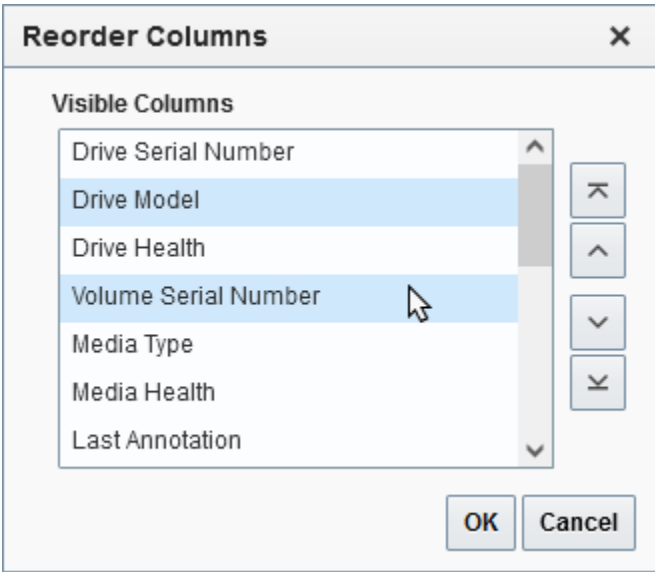 Reorder Columns
Visible Columns
Drive Serial Number
Drive Model
Drive Health
Volume Serial Number
Media Type
Media Health
Last Annotation
OK Cancel